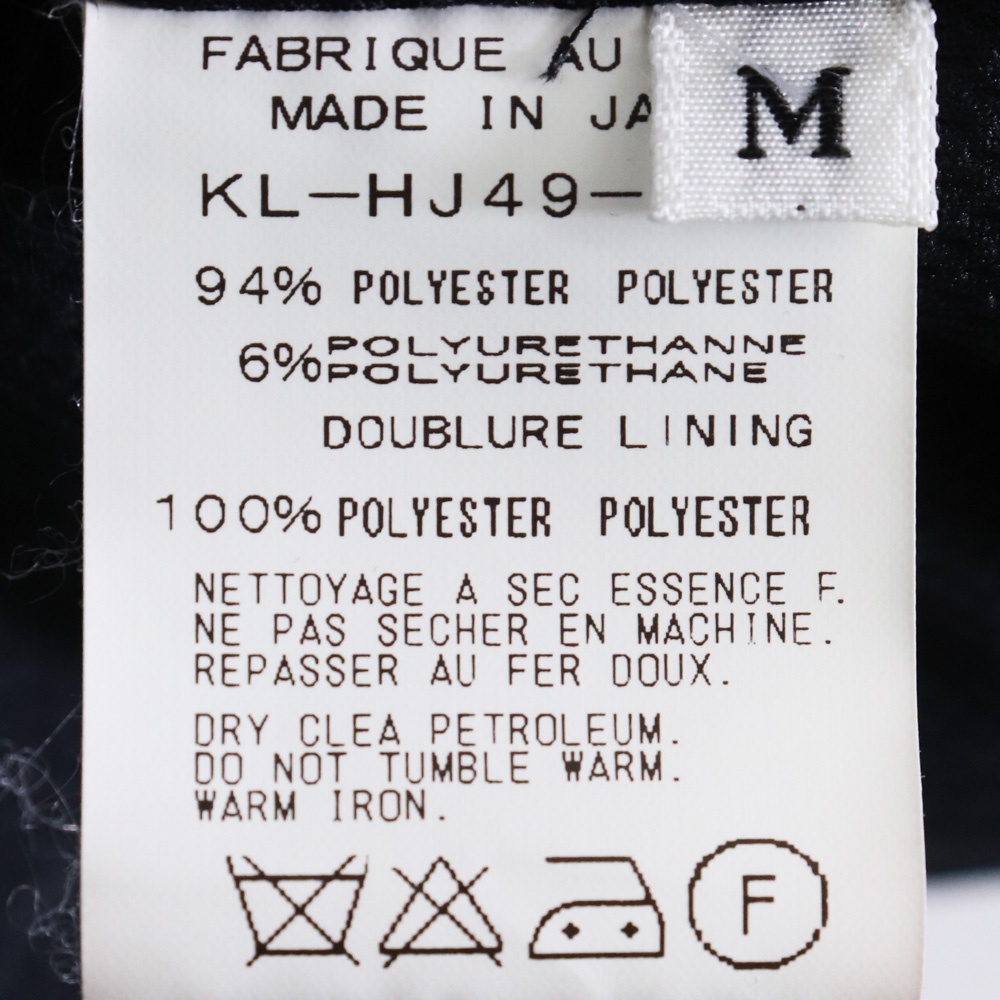 FABRIQUE AU
MADE IN JA
M
KL-HJ49-
94% POLYESTER POLYESTER
6% POLYURETHANNE
POLYURETHANE
DOUBLURE LINING
100% POLYESTER POLYESTER
NETTOYAGE A SEC ESSENCE F.
NE PAS SECHER EN MACHINE.
REPASSER AU FER DOUX.
DRY CLEA PETROLEUM.
DO NOT TUMBLE WARM.
WARM IRON.
F